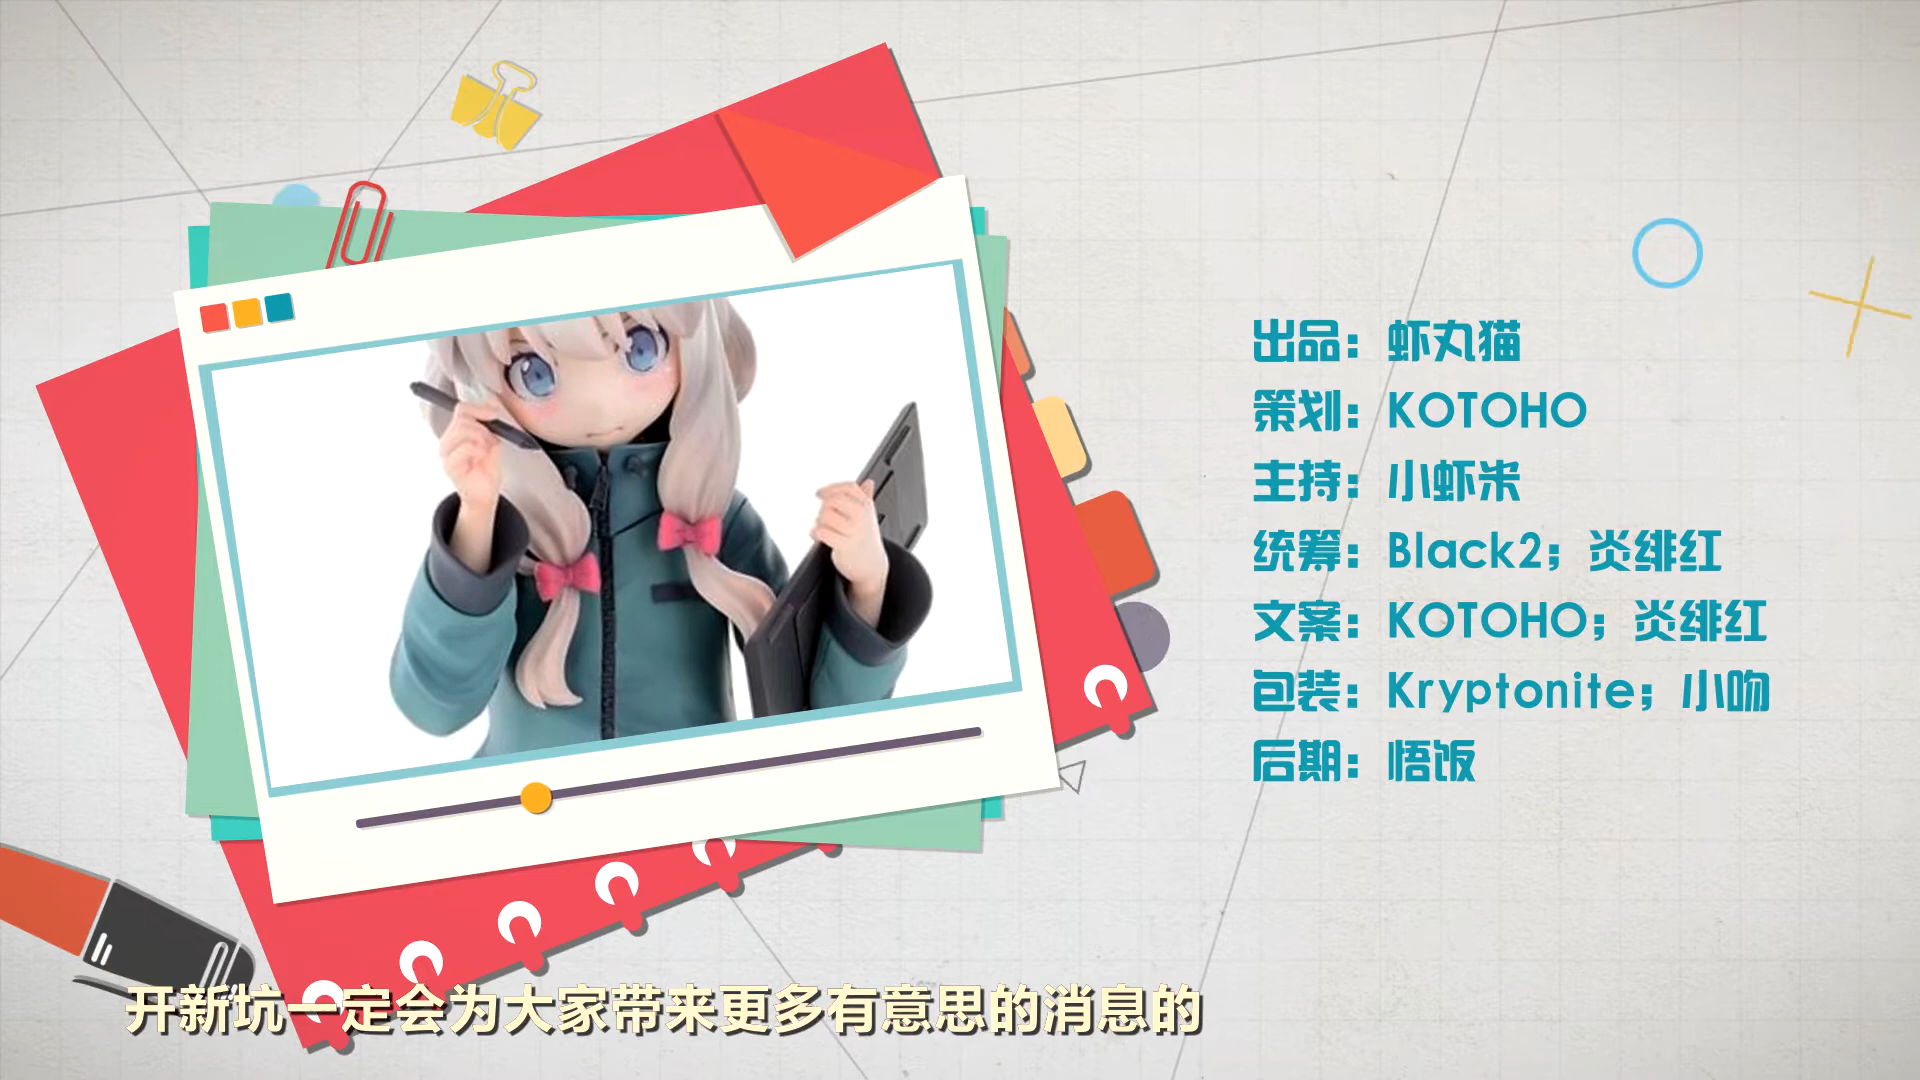 出品：虾丸猫
策划：KOTOHO
主持：小虾米
统筹：Black2；炎绯红
文案：KOTOHO；炎绯红
包装：Kryptonite；小吻
后期：悟饭
开新坑一定会为大家带来更多有意思的消息的